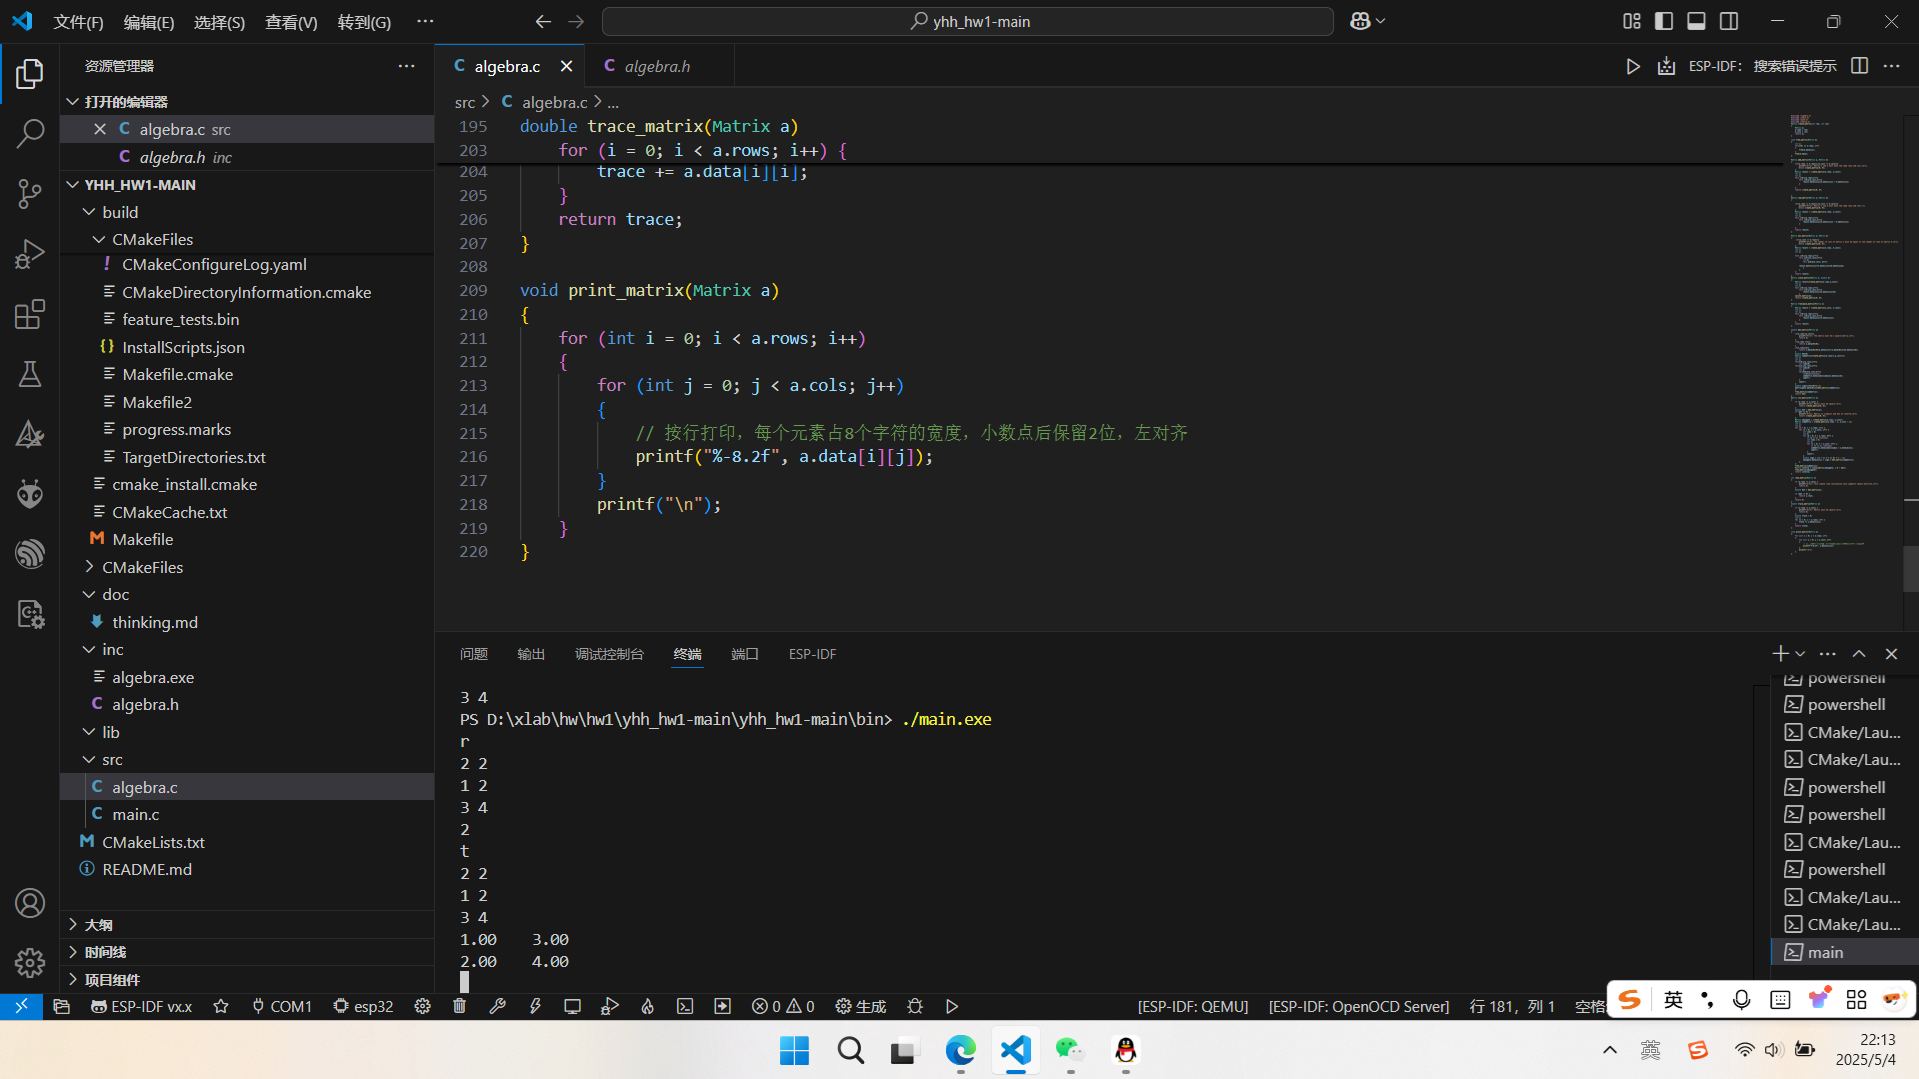 文件(F) 编辑(E) 选择(S) 查看(V) 转到(G) ··· yhh_hw1-main
资源管理器
打开的编辑器
algebra.c src
algebra.h inc
YHH_HW1-MAIN
build
CMakeFiles
CMakeConfigureLog.yaml
CMakeDirectoryInformation.cmake
feature_tests.bin
InstallScripts.json
Makefile.cmake
Makefile2
progress.marks
TargetDirectories.txt
cmake_install.cmake
CMakeCache.txt
Makefile
CMakeFiles
doc
thinking.md
inc
algebra.exe
algebra.h
lib
src
algebra.c
main.c
CMakeLists.txt
README.md
大纲
时间线
项目组件
algebra.c algebra.h ESP-IDF: 搜索错误提示
src > C algebra.c > ...
195 double trace_matrix(Matrix a)
203 for (i = 0; i < a.rows; i++) {
204 trace += a.data[i][i];
205 }
206 return trace;
207 }
208
209 void print_matrix(Matrix a)
210 {
211 for (int i = 0; i < a.rows; i++)
212 {
213 for (int j = 0; j < a.cols; j++)
214 {
215 // 按行打印，每个元素占8个字符的宽度，小数点后保留2位，左对齐
216 printf("%-8.2f", a.data[i][j]);
217 }
218 printf("\n");
219 }
220 }
问题 输出 调试控制台 终端 端口 ESP-IDF
3 4
PS D:\xlab\hw\hw1\yhh_hw1-main\yhh_hw1-main\bin> ./main.exe
r
2 2
1 2
3 4
2
t
2 2
1 2
3 4
1.00 3.00
2.00 4.00
powershell
powershell
CMake/Lau...
CMake/Lau...
powershell
powershell
CMake/Lau...
powershell
CMake/Lau...
CMake/Lau...
main
ESP-IDF vx.x COM1 esp32 0 0 生成 [ESP-IDF: QEMU] [ESP-IDF: OpenOCD Server] 行 181，列 1 空格
英
英
22:13
2025/5/4